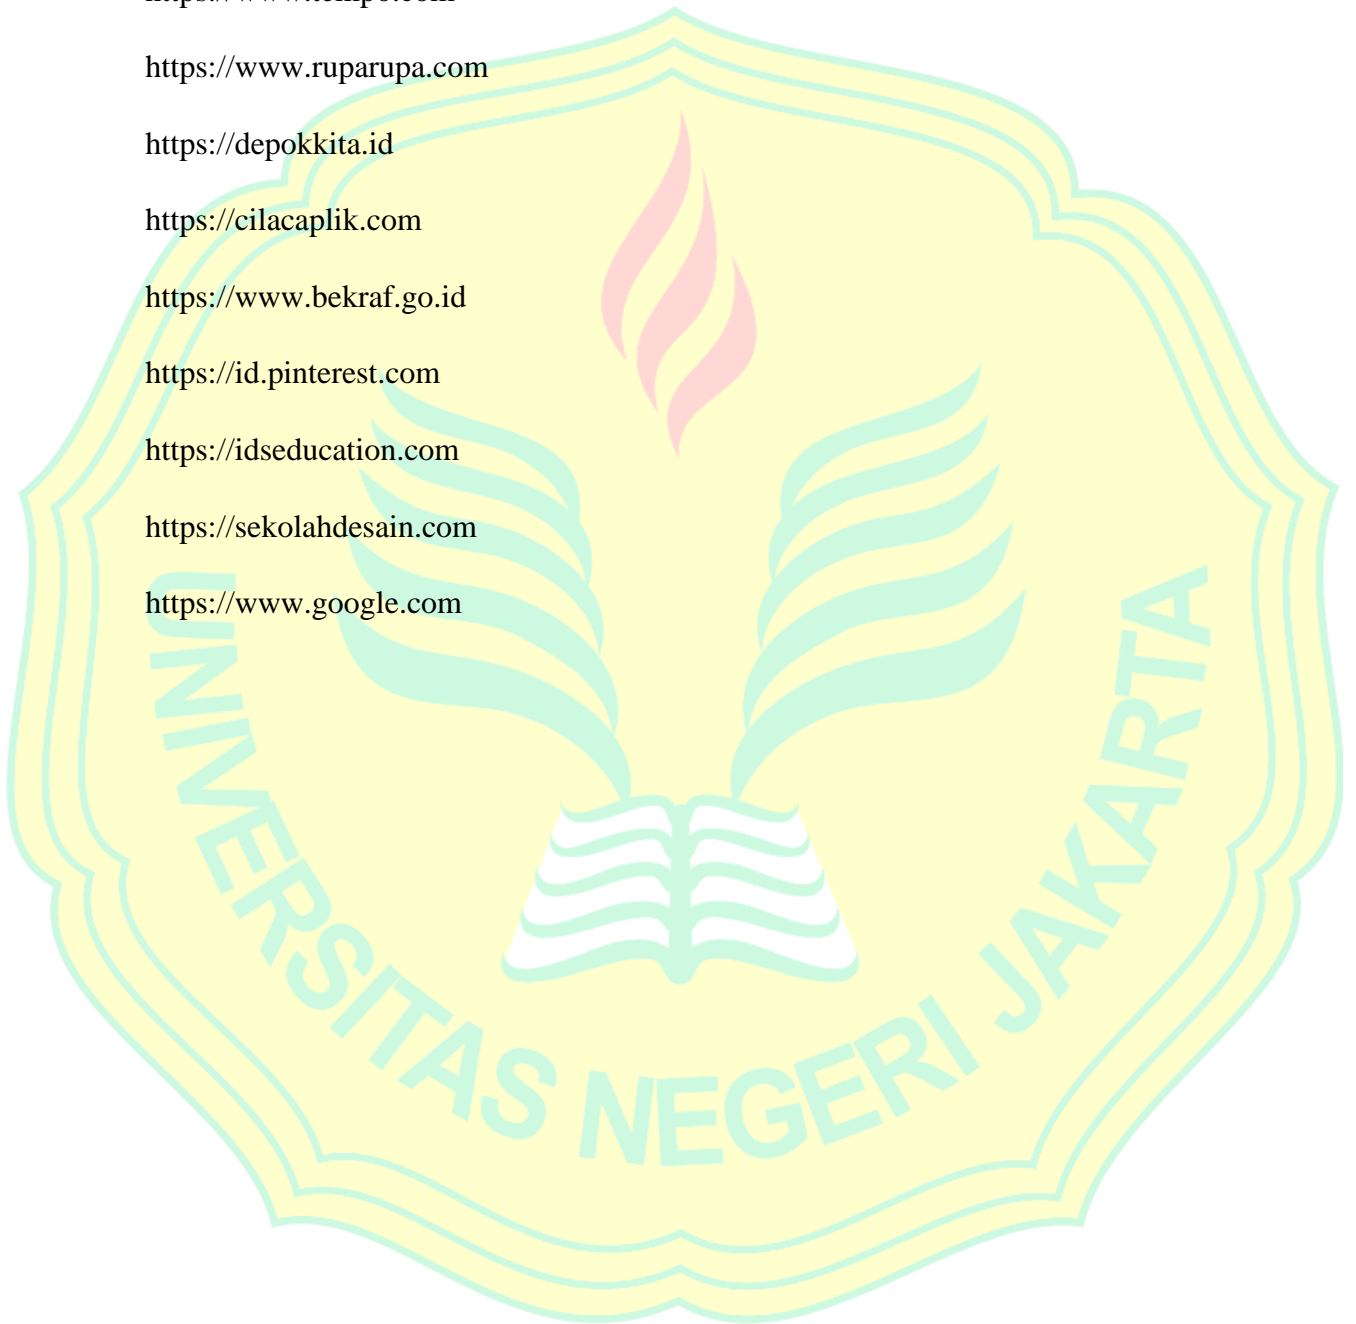 https://www.ruparupa.com
https://depokkita.id
https://cilacaplik.com
https://www.bekraf.go.id
https://id.pinterest.com
https://idseducation.com
https://sekolahdesain.com
https://www.google.com
UNIVERSITAS NEGERI JAKARTA